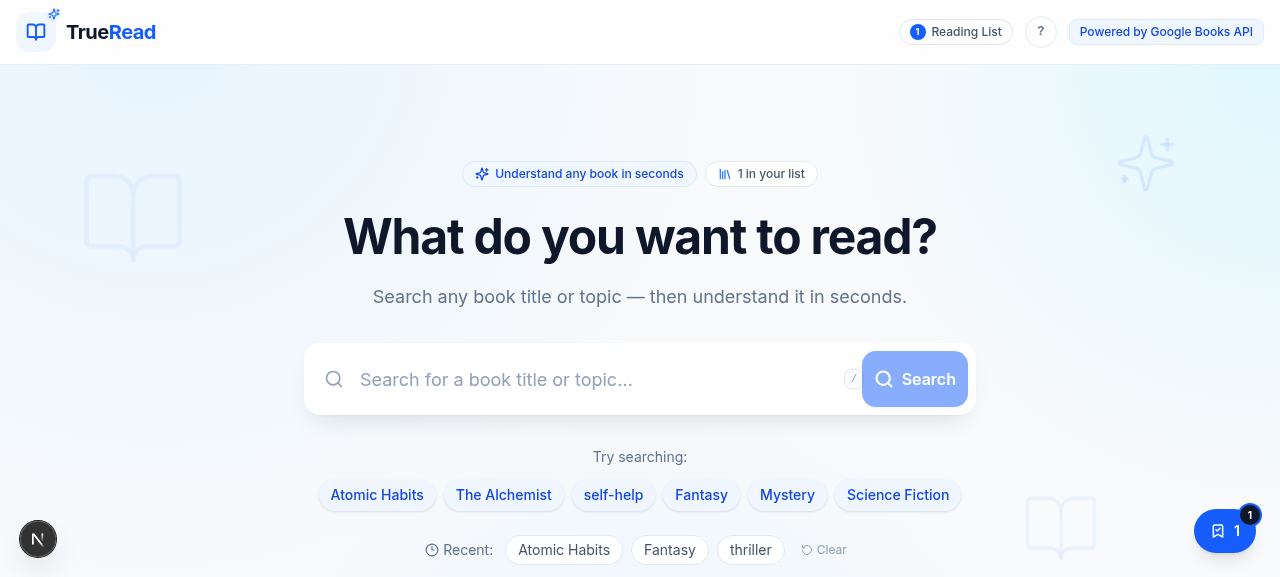 TrueRead
1 Reading List
?
Powered by Google Books API
Understand any book in seconds
1 in your list
What do you want to read?
Search any book title or topic — then understand it in seconds.
Search for a book title or topic...
/
Search
Try searching:
Atomic Habits
The Alchemist
self-help
Fantasy
Mystery
Science Fiction
Recent:
Atomic Habits
Fantasy
thriller
Clear
N
1
1